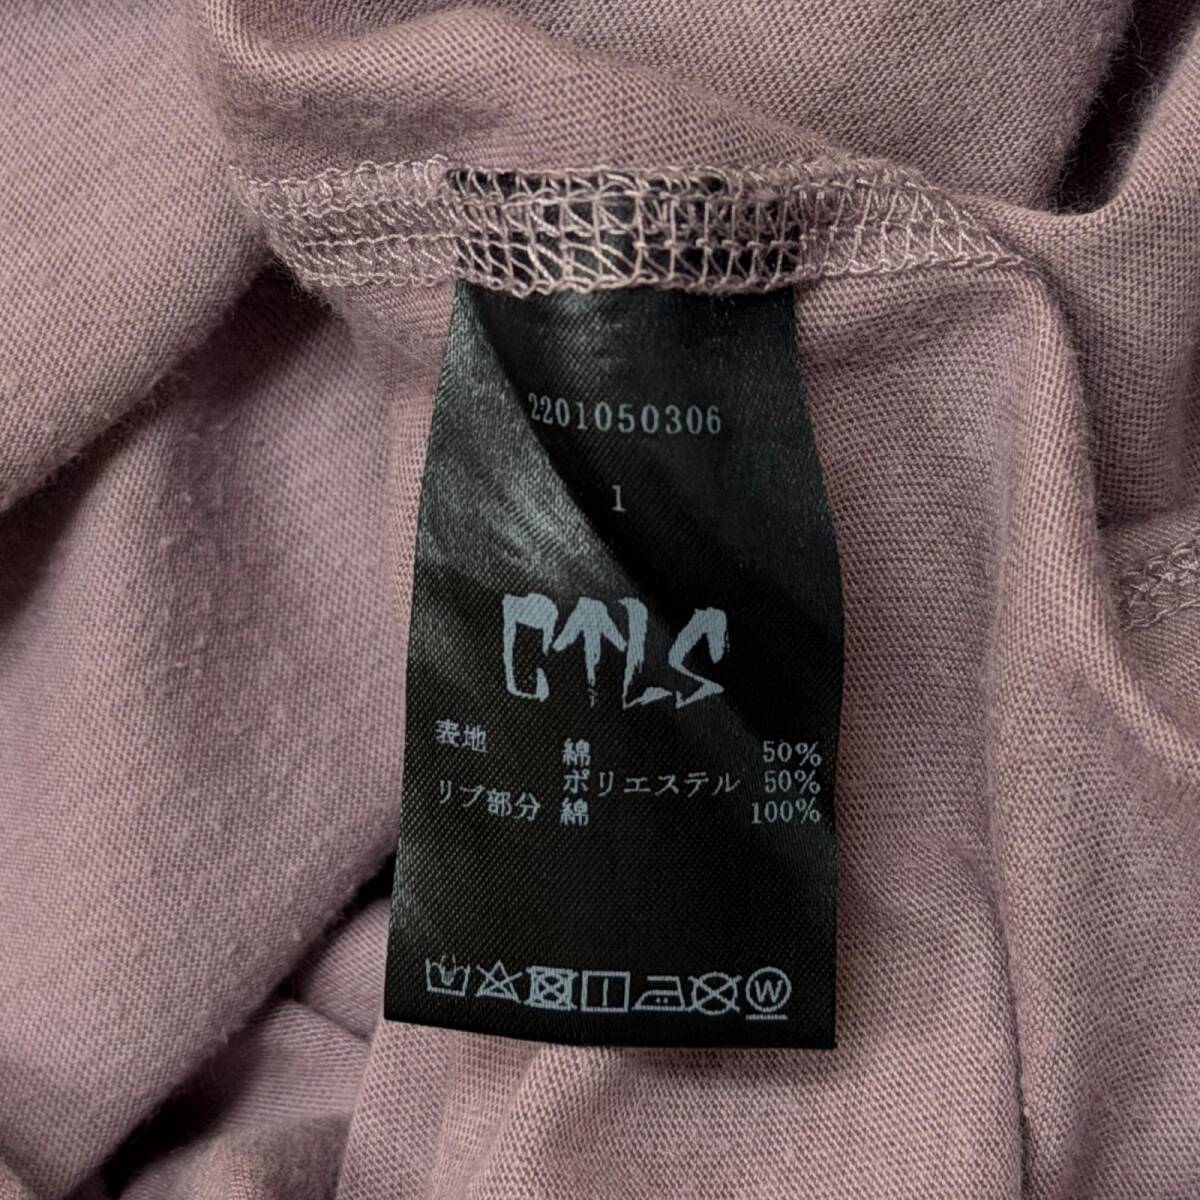 2201050306
1
CTLS
表地 綿 50%
ポリエステル 50%
リブ部分 綿 100%
W